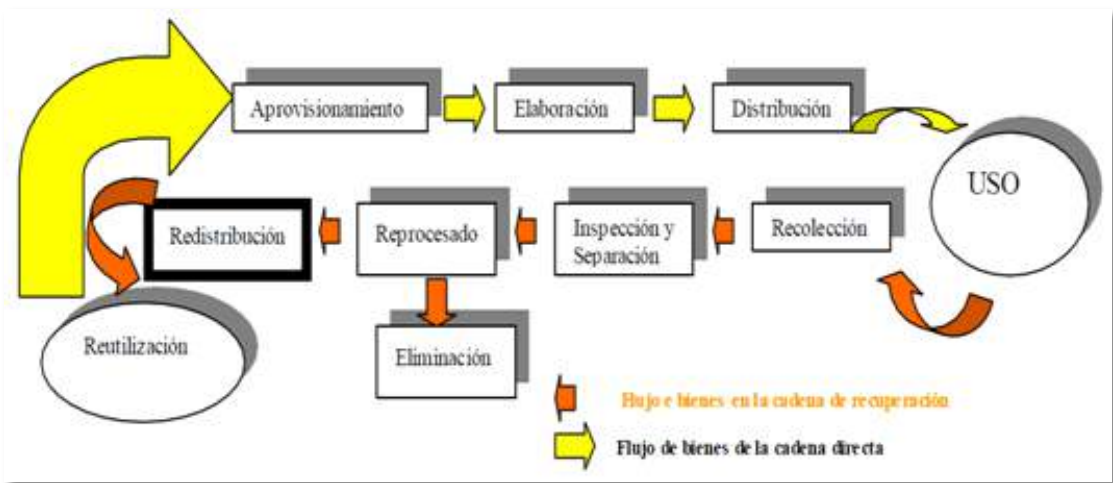 Aprovisionamiento
Elaboración
Distribución
USO
Recolección
Inspección y
Separación
Reprocesado
Redistribución
Reutilización
Eliminación
Flujo e bienes en la cadena de recuperación
Flujo de bienes de la cadena directa